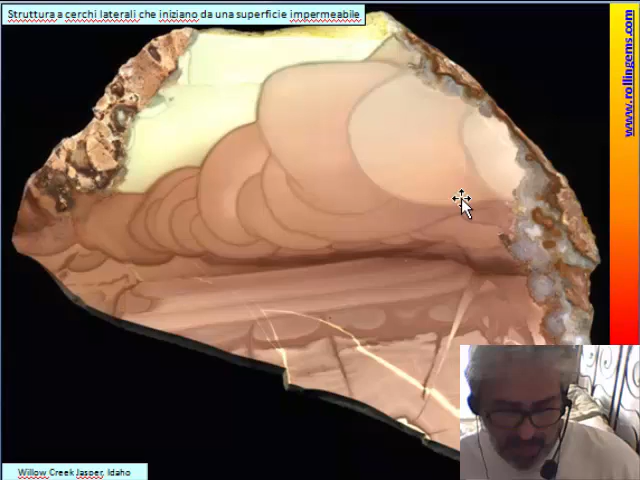 Struttura a cerchi laterali che iniziano da una superficie impermeabile
www.rollingems.com
Willow Creek Jasper, Idaho